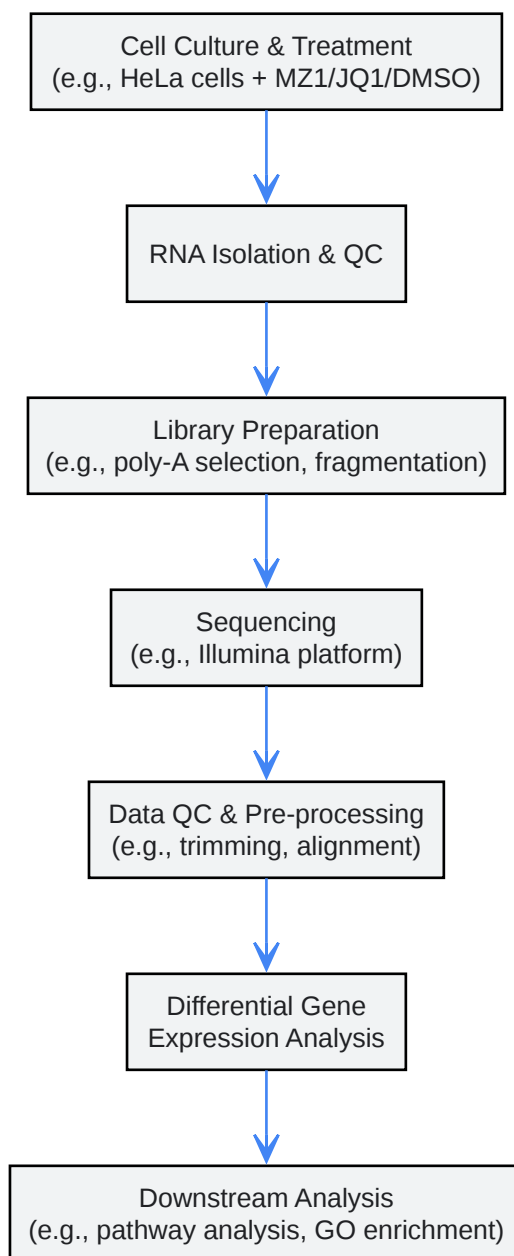 Cell Culture & Treatment
(e.g., HeLa cells + MZ1/JQ1/DMSO)
RNA Isolation & QC
Library Preparation
(e.g., poly-A selection, fragmentation)
Sequencing
(e.g., Illumina platform)
Data QC & Pre-processing
(e.g., trimming, alignment)
Differential Gene
Expression Analysis
Downstream Analysis
(e.g., pathway analysis, GO enrichment)